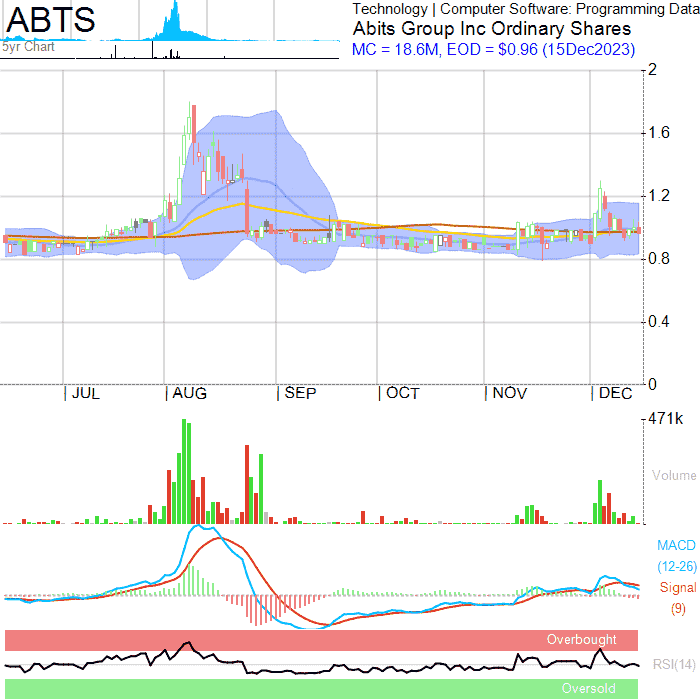 ABTS
5yr Chart
Technology | Computer Software: Programming Data
Abits Group Inc Ordinary Shares
MC = 18.6M, EOD = $0.96 (15Dec2023)
2
1.6
1.2
0.8
0.4
0
JUL AUG SEP OCT NOV DEC
471k
Volume
MACD
(12-26)
Signal
(9)
Overbought
RSI(14)
Oversold